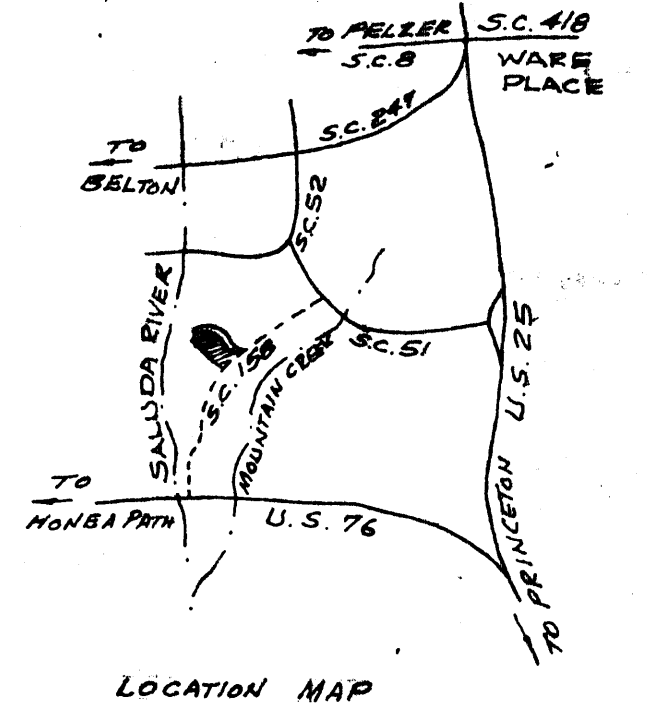 TO PELZER
S.C. 418
S.C. 8
WARE
PLACE
S.C. 247
TO
BELTON
S.C. 52
SALUDA RIVER
S.C. 158
MOUNTAIN CREEK
S.C. 51
U.S. 25
TO
HONEA PATH
U.S. 76
TO PRINCETON
LOCATION MAP